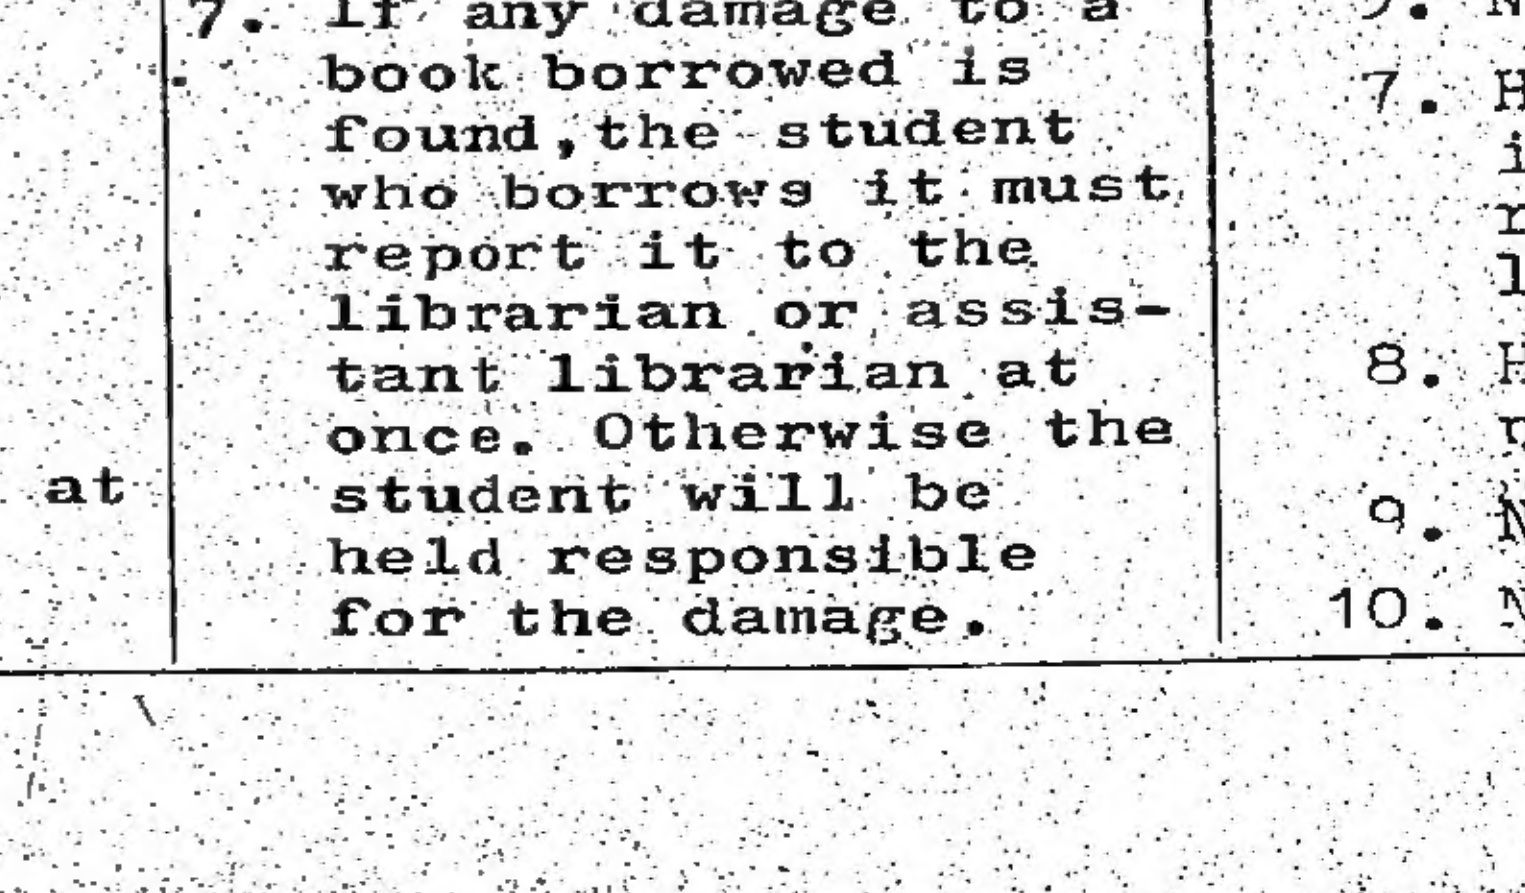 7. If any damage to a
book borrowed is
found,the student
who borrows it must
report it to the
librarian or assis-
tant librarian at
once. Otherwise the
student will be
held responsible
for the damage.
at
7. H
i
r
l
8. H
9. N
10. N